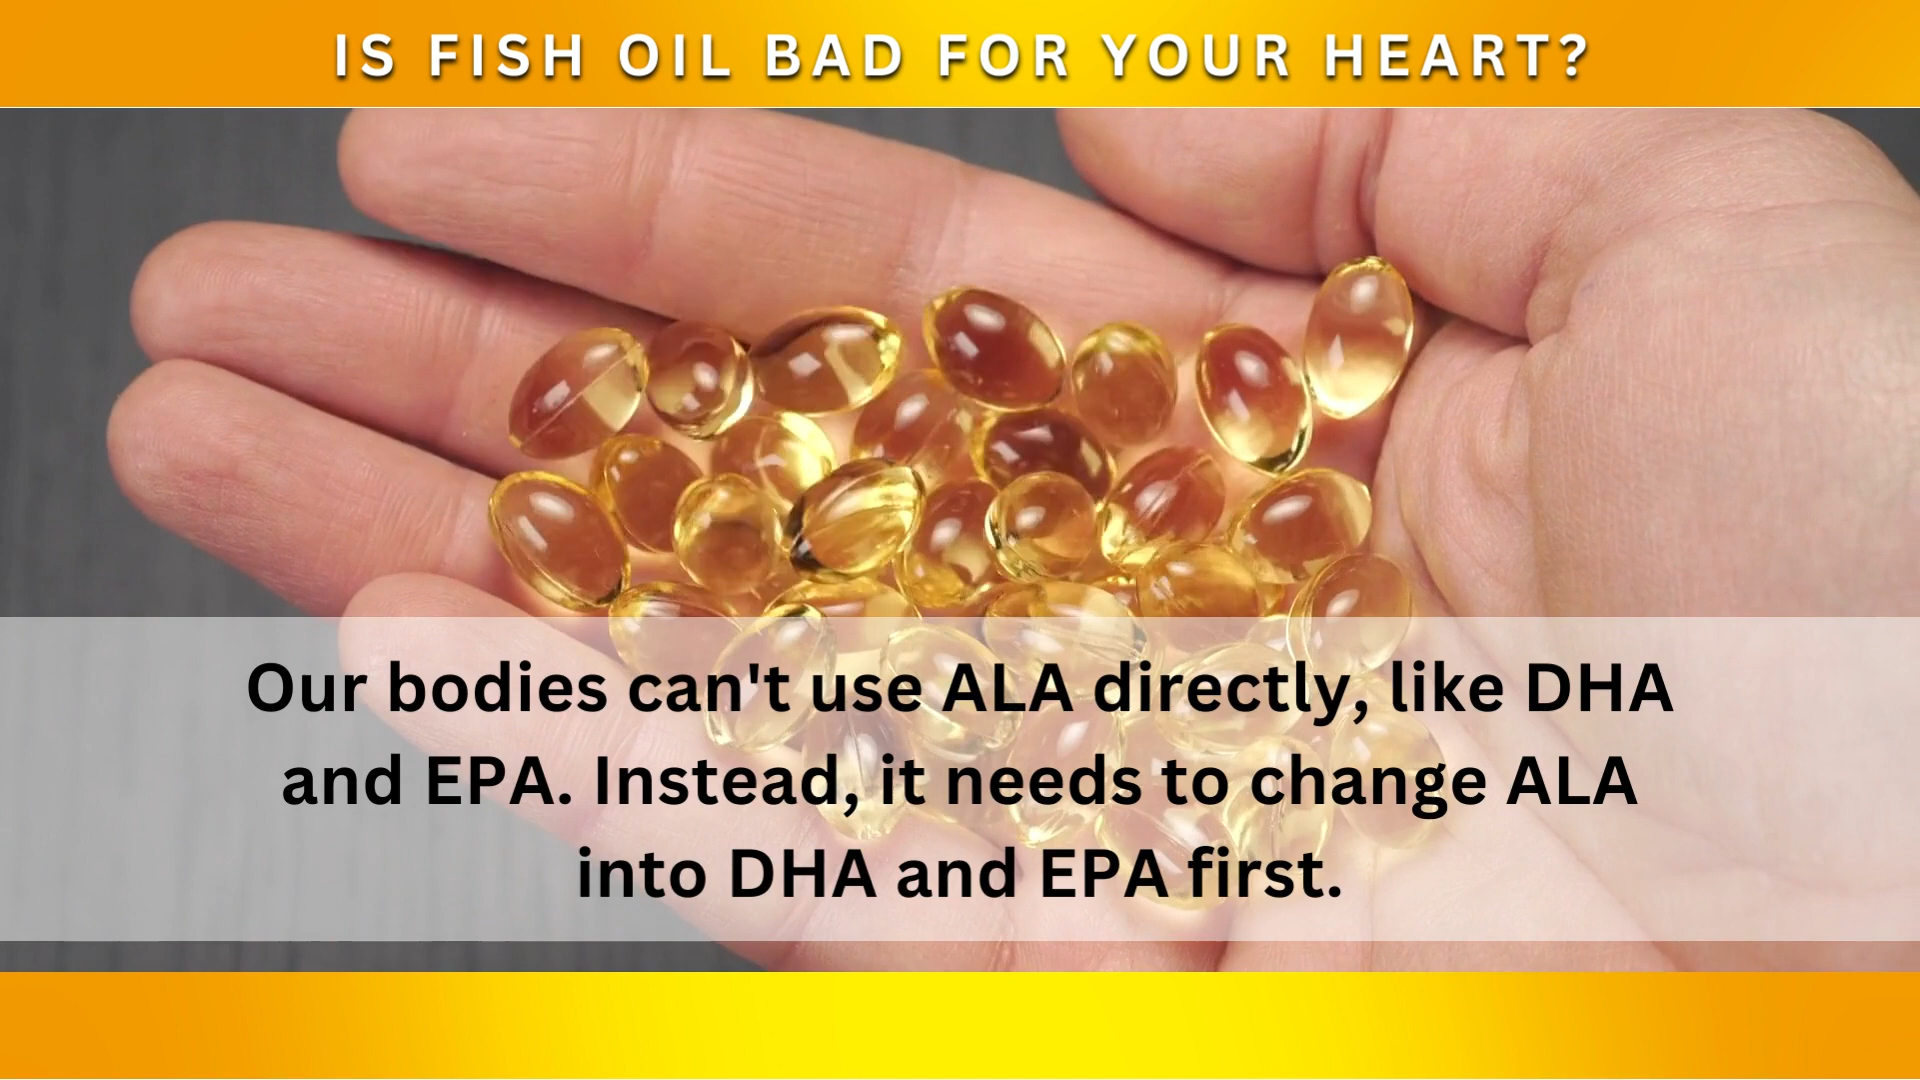 IS FISH OIL BAD FOR YOUR HEART?
Our bodies can't use ALA directly, like DHA
and EPA. Instead, it needs to change ALA
into DHA and EPA first.